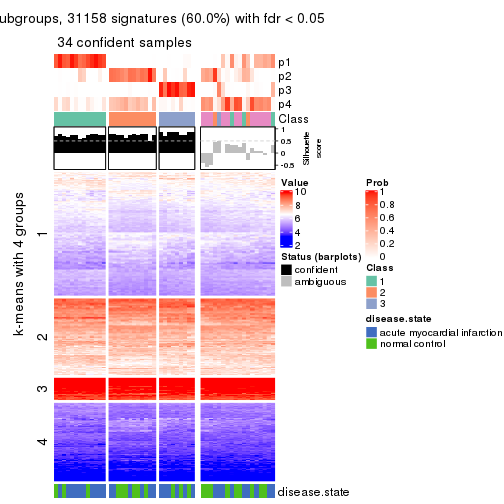 ubgroups, 31158 signatures (60.0%) with fdr < 0.05
34 confident samples
p1
p2
p3
p4
Class
1
0.5
0
-0.5
Silhouette
score
k-means with 4 groups
1
2
3
4
disease.state
Value
10
8
6
4
2
Status (barplots)
confident
ambiguous
Prob
1
0.8
0.6
0.4
0.2
0
Class
1
2
3
disease.state
acute myocardial infarction
normal control